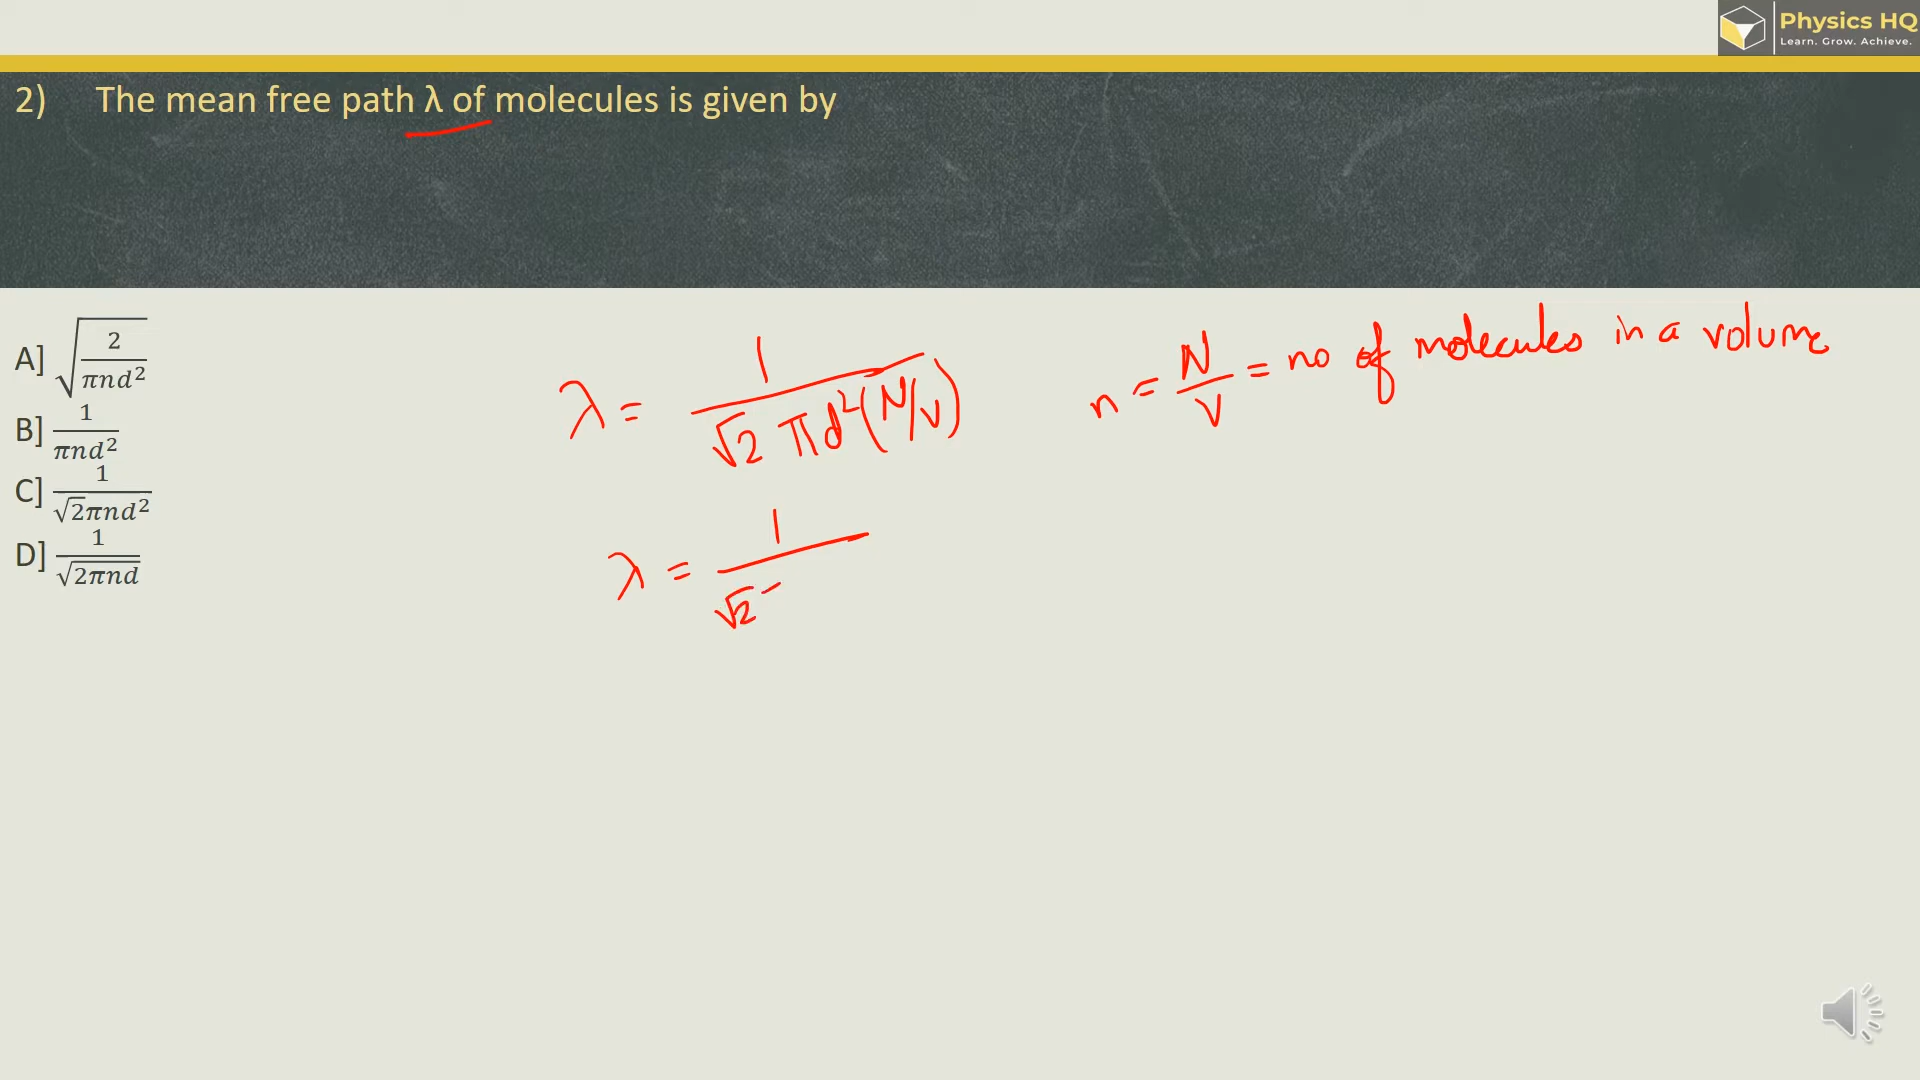 Physics HQ
Learn. Grow. Achieve.
2) The mean free path λ of molecules is given by
A] √(2/(πnd²))
B] 1/(πnd²)
C] 1/(√2πnd²)
D] 1/√(2πnd)
λ = 1/(√2 πd²(N/V))
n = N/V = no of molecules in a volume
λ = 1/√2